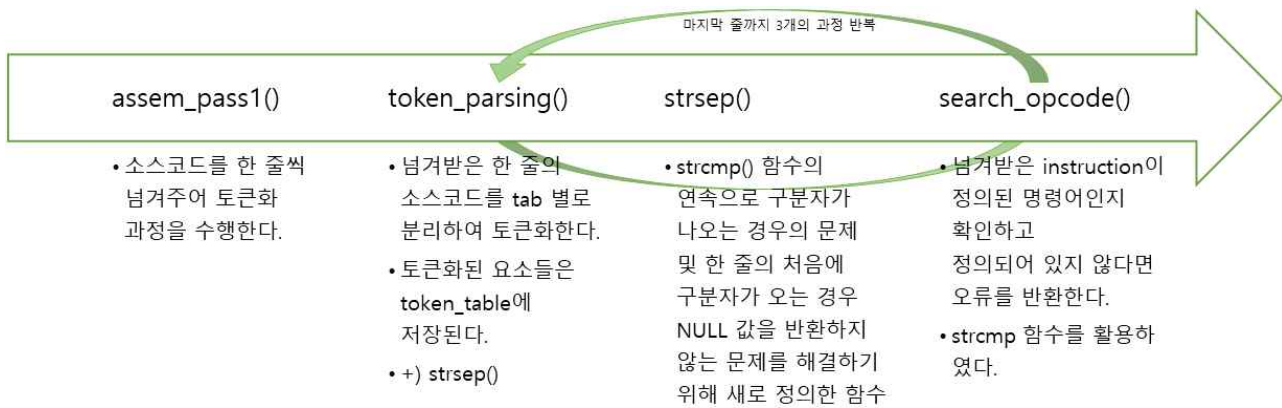 마지막 줄까지 3개의 과정 반복
assem_pass1()
token_parsing()
strsep()
search_opcode()
• 소스코드를 한 줄씩
넘겨주어 토큰화
과정을 수행한다.
• 넘겨받은 한 줄의
소스코드를 tab 별로
분리하여 토큰화한다.
• 토큰화된 요소들은
token_table에
저장된다.
• +) strsep()
• strcmp() 함수의
연속으로 구분자가
나오는 경우의 문제
및 한 줄의 처음에
구분자가 오는 경우
NULL 값을 반환하지
않는 문제를 해결하기
위해 새로 정의한 함수
• 넘겨받은 instruction이
정의된 명령어인지
확인하고
정의되어 있지 않다면
오류를 반환한다.
• strcmp 함수를 활용하
였다.